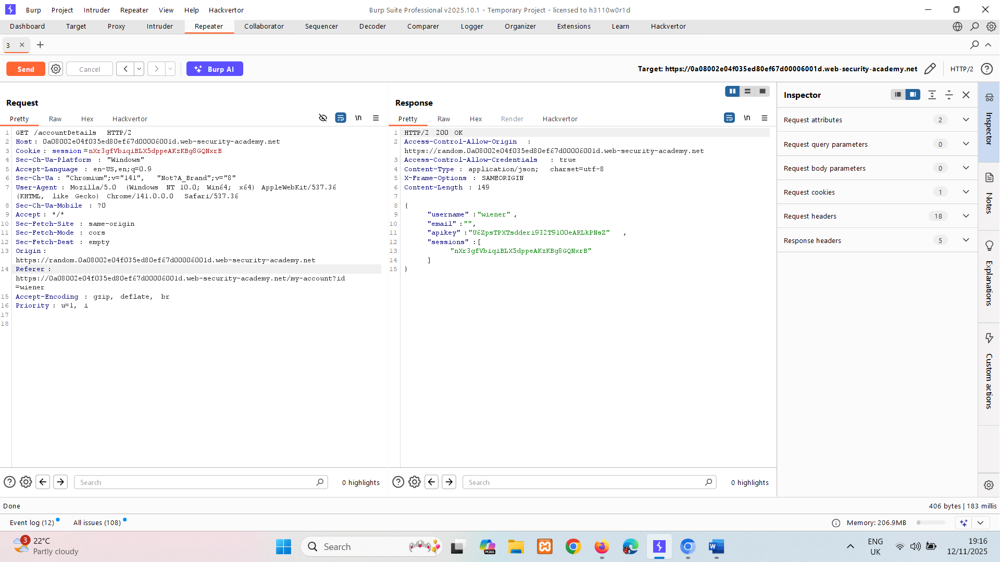 Burp Project Intruder Repeater View Help Hackvertor
Burp Suite Professional v2025.10.1 - Temporary Project - licensed to h3110w0r1d
Dashboard Target Proxy Intruder Repeater Collaborator Sequencer Decoder Comparer Logger Organizer Extensions Learn Hackvertor
3
Send Cancel Burp AI
Target: https://0a08002e04f035ed80ef67d00006001d.web-security-academy.net HTTP/2
Request
Pretty Raw Hex Hackvertor \n
1 GET /accountDetails HTTP/2
2 Host: 0a08002e04f035ed80ef67d00006001d.web-security-academy.net
3 Cookie: session=nXr3gfVbiqiBLX5dppeAKzKBg8GQNxrB
4 Sec-Ch-Ua-Platform : "Windows"
5 Accept-Language : en-US,en;q=0.9
6 Sec-Ch-Ua : "Chromium";v="141", "Not?A_Brand";v="8"
7 User-Agent : Mozilla/5.0 (Windows NT 10.0; Win64; x64) AppleWebKit/537.36
(KHTML, like Gecko) Chrome/141.0.0.0 Safari/537.36
8 Sec-Ch-Ua-Mobile : ?0
9 Accept: */*
10 Sec-Fetch-Site : same-origin
11 Sec-Fetch-Mode : cors
12 Sec-Fetch-Dest : empty
13 Origin:
https://random.0a08002e04f035ed80ef67d00006001d.web-security-academy.net
14 Referer :
https://0a08002e04f035ed80ef67d00006001d.web-security-academy.net/my-account?id
=wiener
15 Accept-Encoding : gzip, deflate, br
16 Priority : u=1, i
17
18
Response
Pretty Raw Hex Render Hackvertor \n
1 HTTP/2 200 OK
2 Access-Control-Allow-Origin :
https://random.0a08002e04f035ed80ef67d00006001d.web-security-academy.net
3 Access-Control-Allow-Credentials : true
4 Content-Type : application/json; charset=utf-8
5 X-Frame-Options : SAMEORIGIN
6 Content-Length : 149
7
8 {
9 "username" :"wiener" ,
10 "email" :"",
11 "apikey" :"U6ZpsTPXTsdderi932T9100eARLkPNsZ" ,
12 "sessions" :[
13 "nXr3gfVbiqiBLX5dppeAKzKBg8GQNxrB"
14 ]
15 }
Inspector
Request attributes 2
Request query parameters 0
Request body parameters 0
Request cookies 1
Request headers 18
Response headers 5
Inspector
Notes
Explanations
Custom actions
Search 0 highlights
Search 0 highlights
Done
406 bytes | 183 millis
Event log (12) All issues (108)
Memory: 206.9MB
3
22°C
Partly cloudy
Search
M365
ENG
UK
19:16
12/11/2025